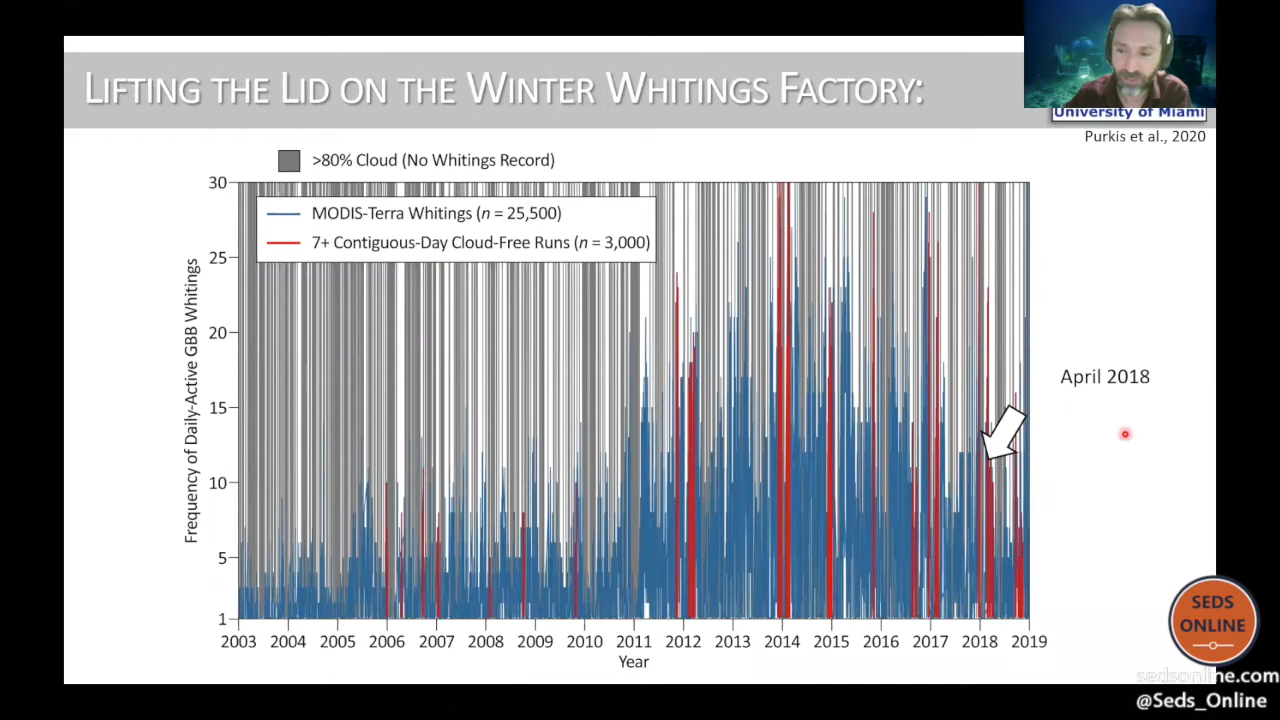 LIFTING THE LID ON THE WINTER WHITINGS FACTORY:
University of Miami
Purkis et al., 2020
>80% Cloud (No Whitings Record)
MODIS-Terra Whitings (n = 25,500)
7+ Contiguous-Day Cloud-Free Runs (n = 3,000)
Frequency of Daily-Active GBB Whitings
30
25
20
15
10
5
1
2003 2004 2005 2006 2007 2008 2009 2010 2011 2012 2013 2014 2015 2016 2017 2018 2019
Year
April 2018
SEDS
ONLINE
sedsonline.com
@Seds_Online